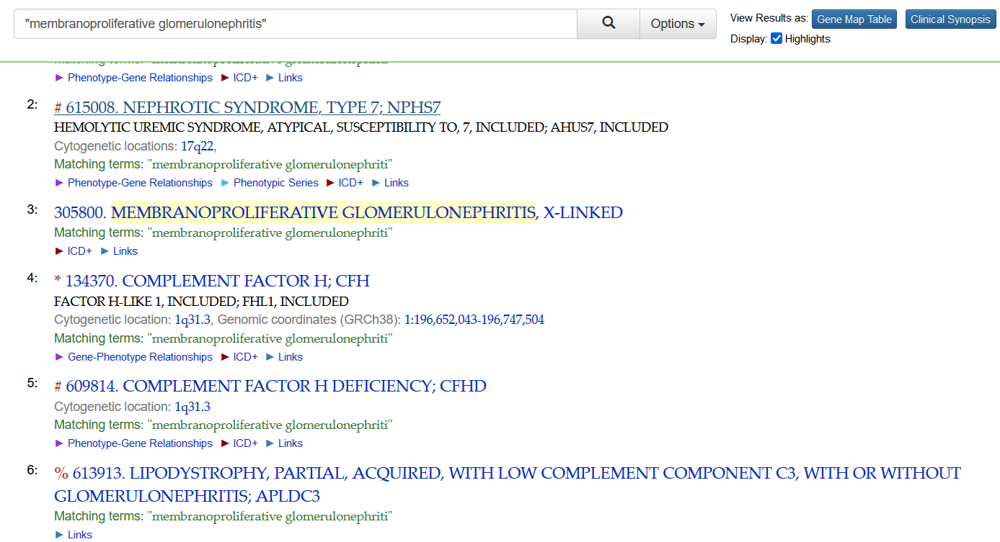 "membranoproliferative glomerulonephritis"
Options
View Results as: Gene Map Table Clinical Synopsis
Display: Highlights
Matching terms: "membranoproliferative glomerulonephriti"
Phenotype-Gene Relationships ICD+ Links
2: # 615008. NEPHROTIC SYNDROME, TYPE 7; NPHS7
HEMOLYTIC UREMIC SYNDROME, ATYPICAL, SUSCEPTIBILITY TO, 7, INCLUDED; AHUS7, INCLUDED
Cytogenetic locations: 17q22,
Matching terms: "membranoproliferative glomerulonephriti"
Phenotype-Gene Relationships Phenotypic Series ICD+ Links
3: 305800. MEMBRANOPROLIFERATIVE GLOMERULONEPHRITIS, X-LINKED
Matching terms: "membranoproliferative glomerulonephriti"
ICD+ Links
4: * 134370. COMPLEMENT FACTOR H; CFH
FACTOR H-LIKE 1, INCLUDED; FHL1, INCLUDED
Cytogenetic location: 1q31.3, Genomic coordinates (GRCh38): 1:196,652,043-196,747,504
Matching terms: "membranoproliferative glomerulonephriti"
Gene-Phenotype Relationships ICD+ Links
5: # 609814. COMPLEMENT FACTOR H DEFICIENCY; CFHD
Cytogenetic location: 1q31.3
Matching terms: "membranoproliferative glomerulonephriti"
Phenotype-Gene Relationships ICD+ Links
6: % 613913. LIPODYSTROPHY, PARTIAL, ACQUIRED, WITH LOW COMPLEMENT COMPONENT C3, WITH OR WITHOUT
GLOMERULONEPHRITIS; APLDC3
Matching terms: "membranoproliferative glomerulonephriti"
Links